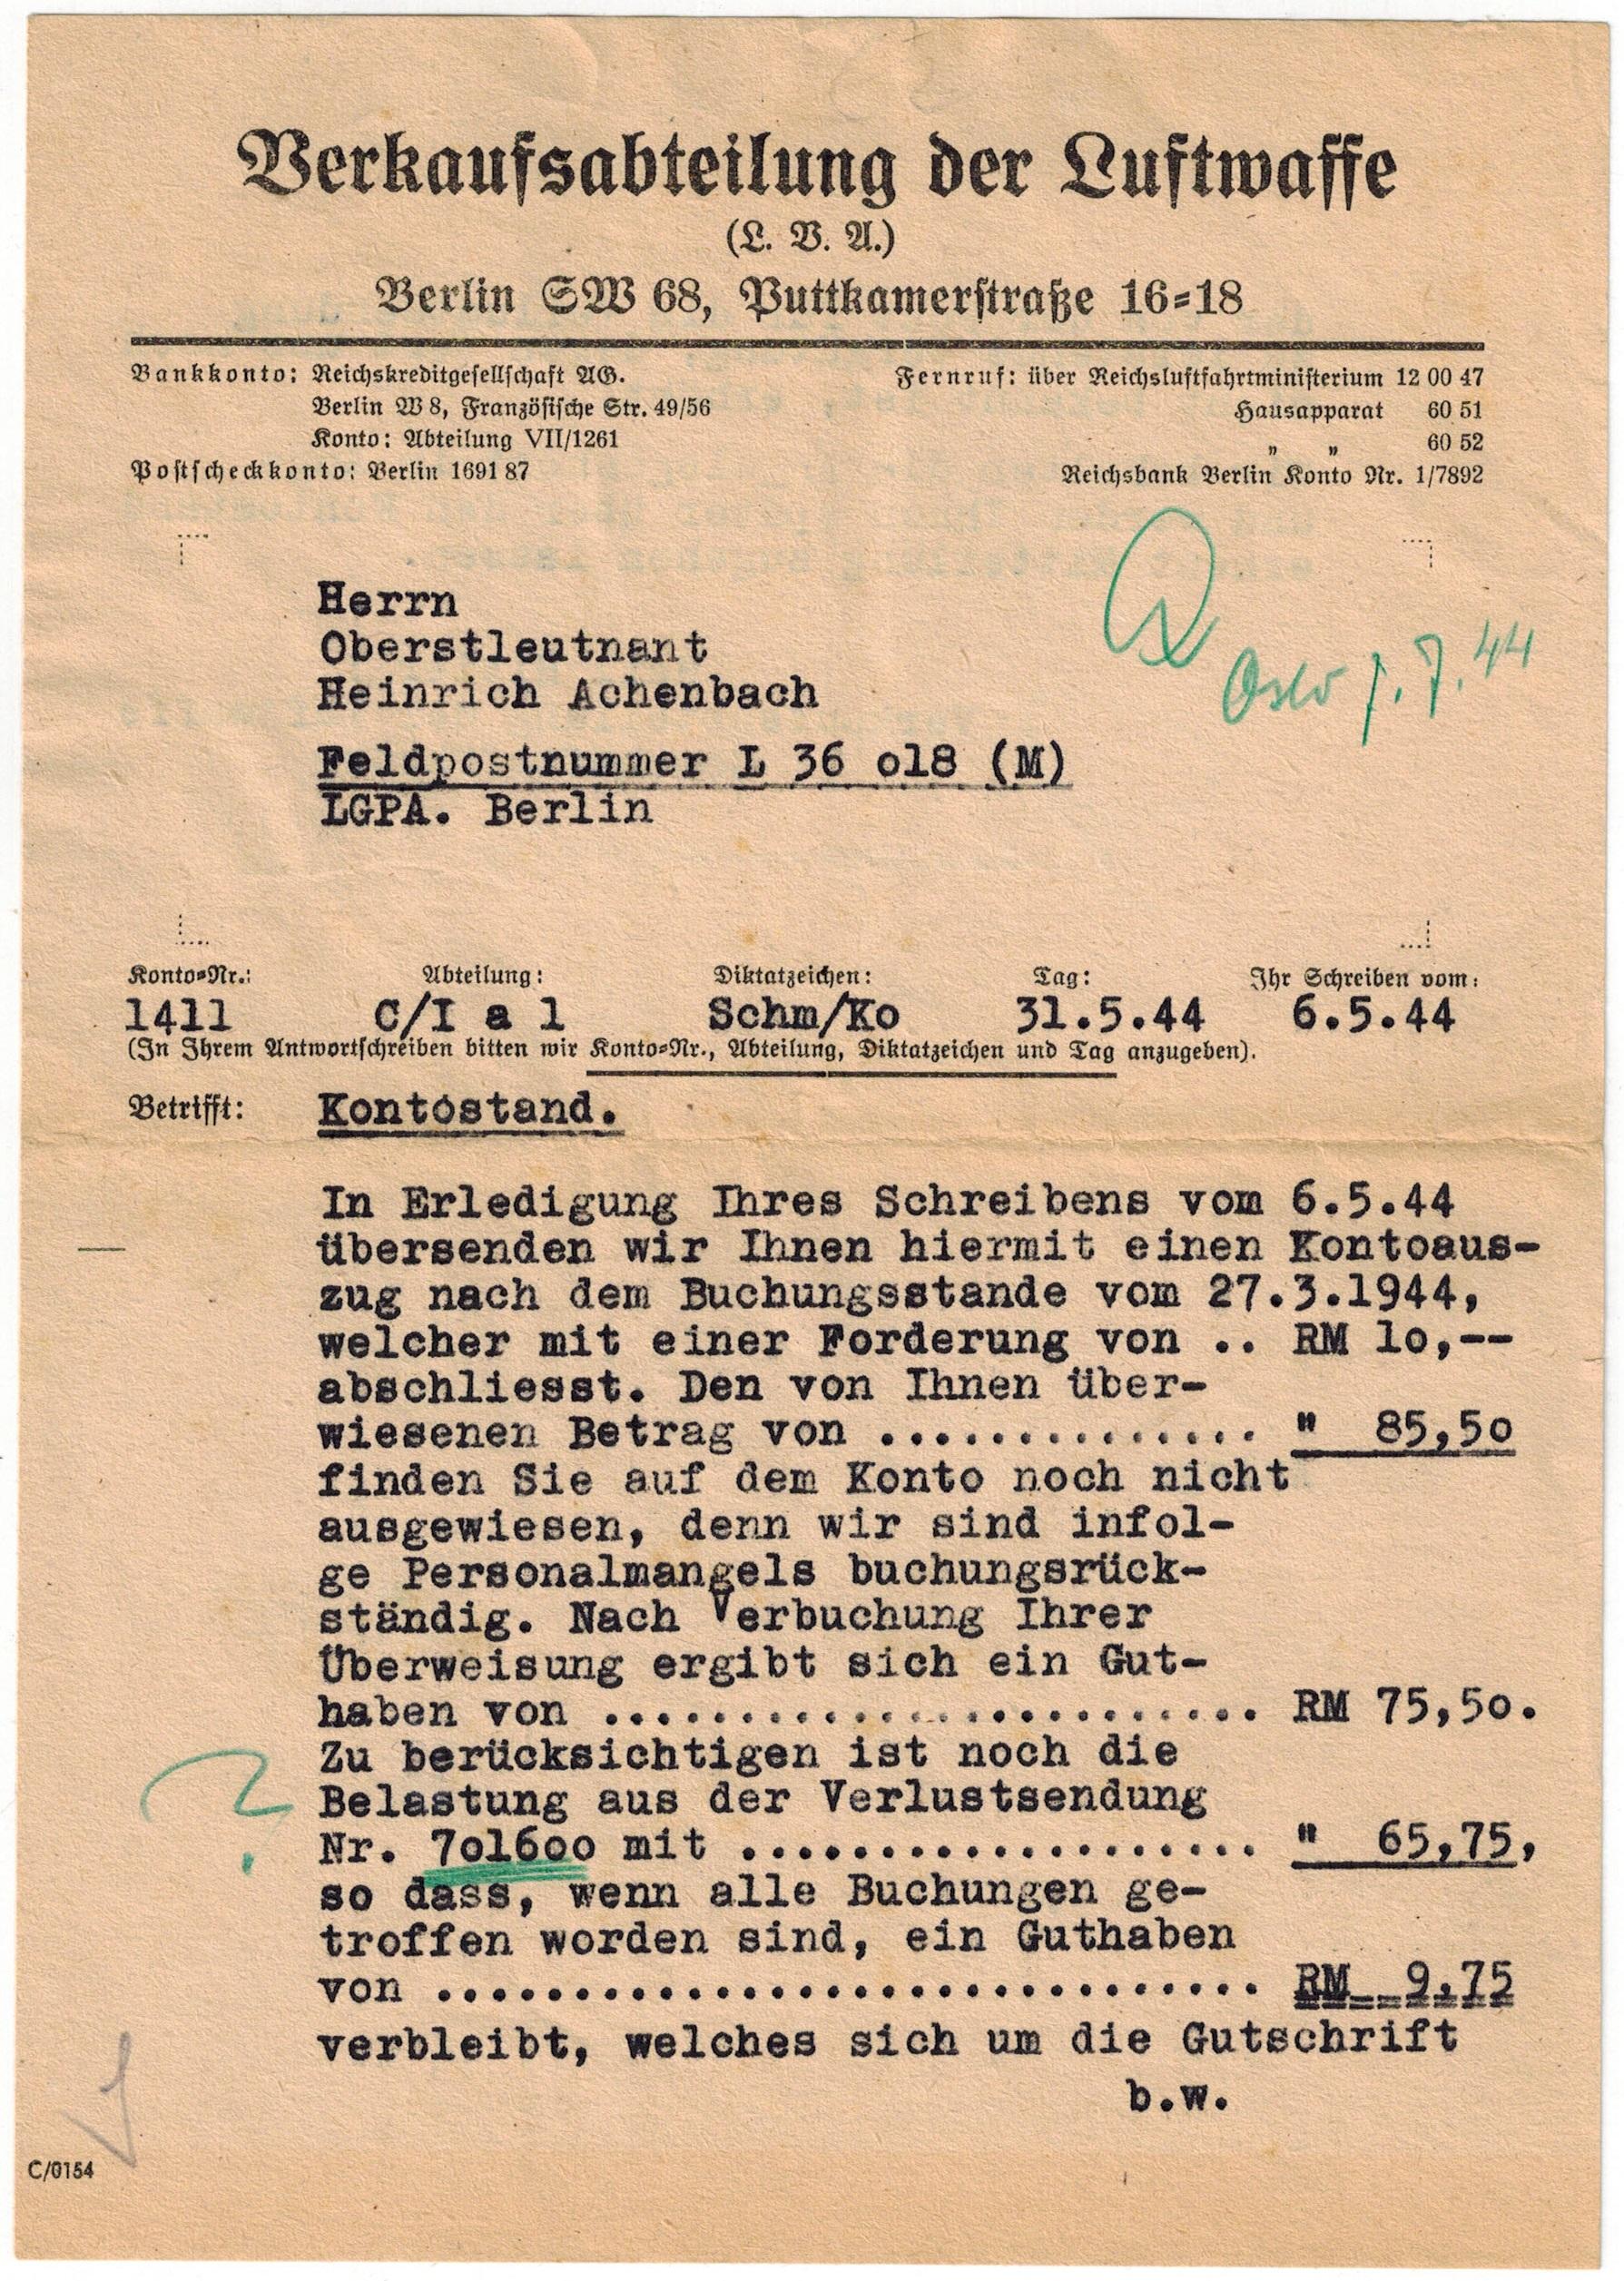 Verkaufsabteilung der Luftwaffe
(L. V. A.)
Berlin SW 68, Puttkamerstraße 16=18
Bankkonto: Reichskreditgesellschaft AG.
Berlin W 8, Französische Str. 49/56
Konto: Abteilung VII/1261
Postscheckkonto: Berlin 1691 87
Fernruf: über Reichsluftfahrtministerium 12 00 47
Hausapparat 60 51
" " 60 52
Reichsbank Berlin Konto Nr. 1/7892
Herrn
Oberstleutnant
Heinrich Achenbach
Oslo 1.7.44
Feldpostnummer L 36 o18 (M)
LGPA. Berlin
Konto=Nr.: Abteilung: Diktatzeichen: Tag: Ihr Schreiben vom:
1411 C/I a 1 Schm/Ko 31.5.44 6.5.44
(In Ihrem Antwortschreiben bitten wir Konto=Nr., Abteilung, Diktatzeichen und Tag anzugeben).
Betrifft: Kontostand.
In Erledigung Ihres Schreibens vom 6.5.44
übersenden wir Ihnen hiermit einen Kontoaus-
zug nach dem Buchungsstande vom 27.3.1944,
welcher mit einer Forderung von .. RM 1o,--
abschliesst. Den von Ihnen über-
wiesenen Betrag von .............. " 85,5o
finden Sie auf dem Konto noch nicht
ausgewiesen, denn wir sind infol-
ge Personalmangels buchungsrück-
ständig. Nach Verbuchung Ihrer
Überweisung ergibt sich ein Gut-
haben von ........................ RM 75,5o.
Zu berücksichtigen ist noch die
? Belastung aus der Verlustsendung
Nr. 7o16oo mit ................... " 65,75,
so dass, wenn alle Buchungen ge-
troffen worden sind, ein Guthaben
von .............................. RM 9.75
verbleibt, welches sich um die Gutschrift
b.w.
C/0154